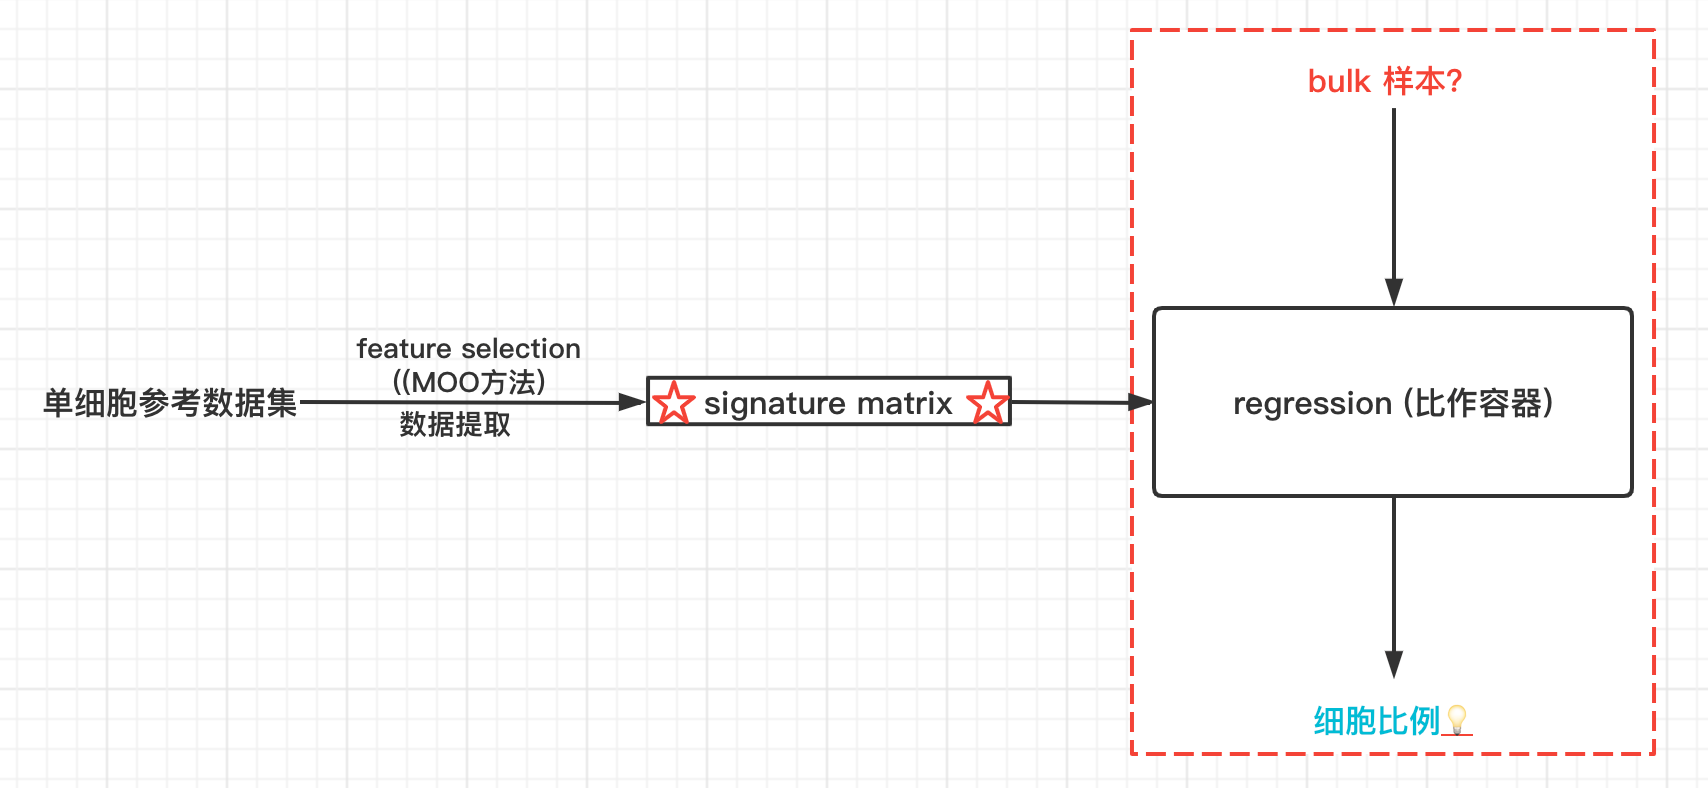 bulk 样本?
feature selection
((MOO方法)
单细胞参考数据集
数据提取
signature matrix
regression (比作容器)
细胞比例